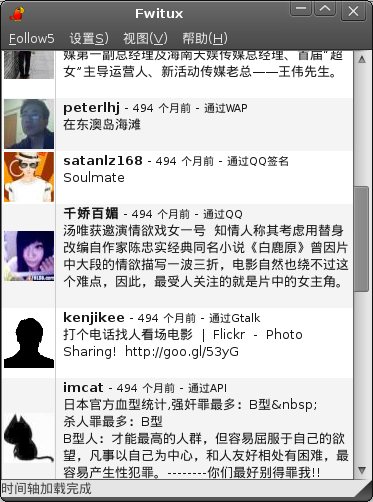 Fwitux
Follow5 设置(S) 视图(V) 帮助(H)
媒第一副总经理及海南天娱传媒总经理、首届“超
女”主导运营人、新活动传媒老总——王伟先生。
peterlhj - 494 个月前 - 通过WAP
在东澳岛海滩
satanlz168 - 494 个月前 - 通过QQ签名
Soulmate
千娇百媚 - 494 个月前 - 通过QQ
汤唯获邀演情欲戏女一号 知情人称其考虑用替身
改编自作家陈忠实经典同名小说《白鹿原》曾因片
中大段的情欲描写一波三折，电影自然也绕不过这
个难点，因此，最受人关注的就是片中的女主角。
kenjikee - 494 个月前 - 通过Gtalk
打个电话找人看场电影 | Flickr - Photo
Sharing! http://goo.gl/53yG
imcat - 494 个月前 - 通过API
日本官方血型统计,强奸罪最多：B型&nbsp;
杀人罪最多：B型
B型人：才能最高的人群，但容易屈服于自己的欲
望，凡事以自己为中心，和人友好相处有困难，最
容易产生性犯罪。--------你们最好别得罪我!!
时间轴加载完成